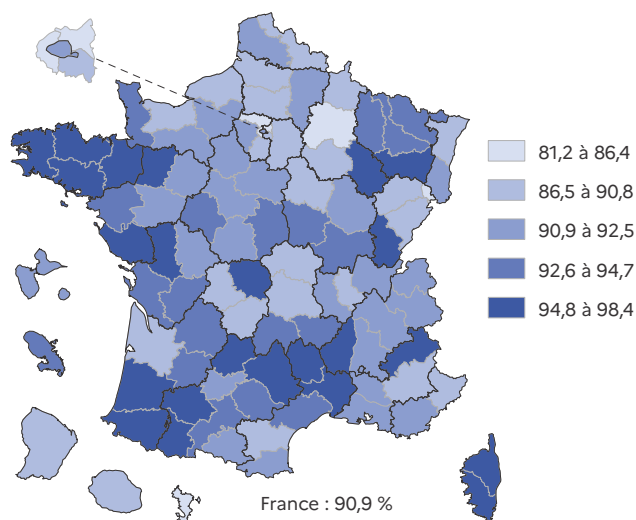 81,2 à 86,4
86,5 à 90,8
90,9 à 92,5
92,6 à 94,7
94,8 à 98,4
France : 90,9 %